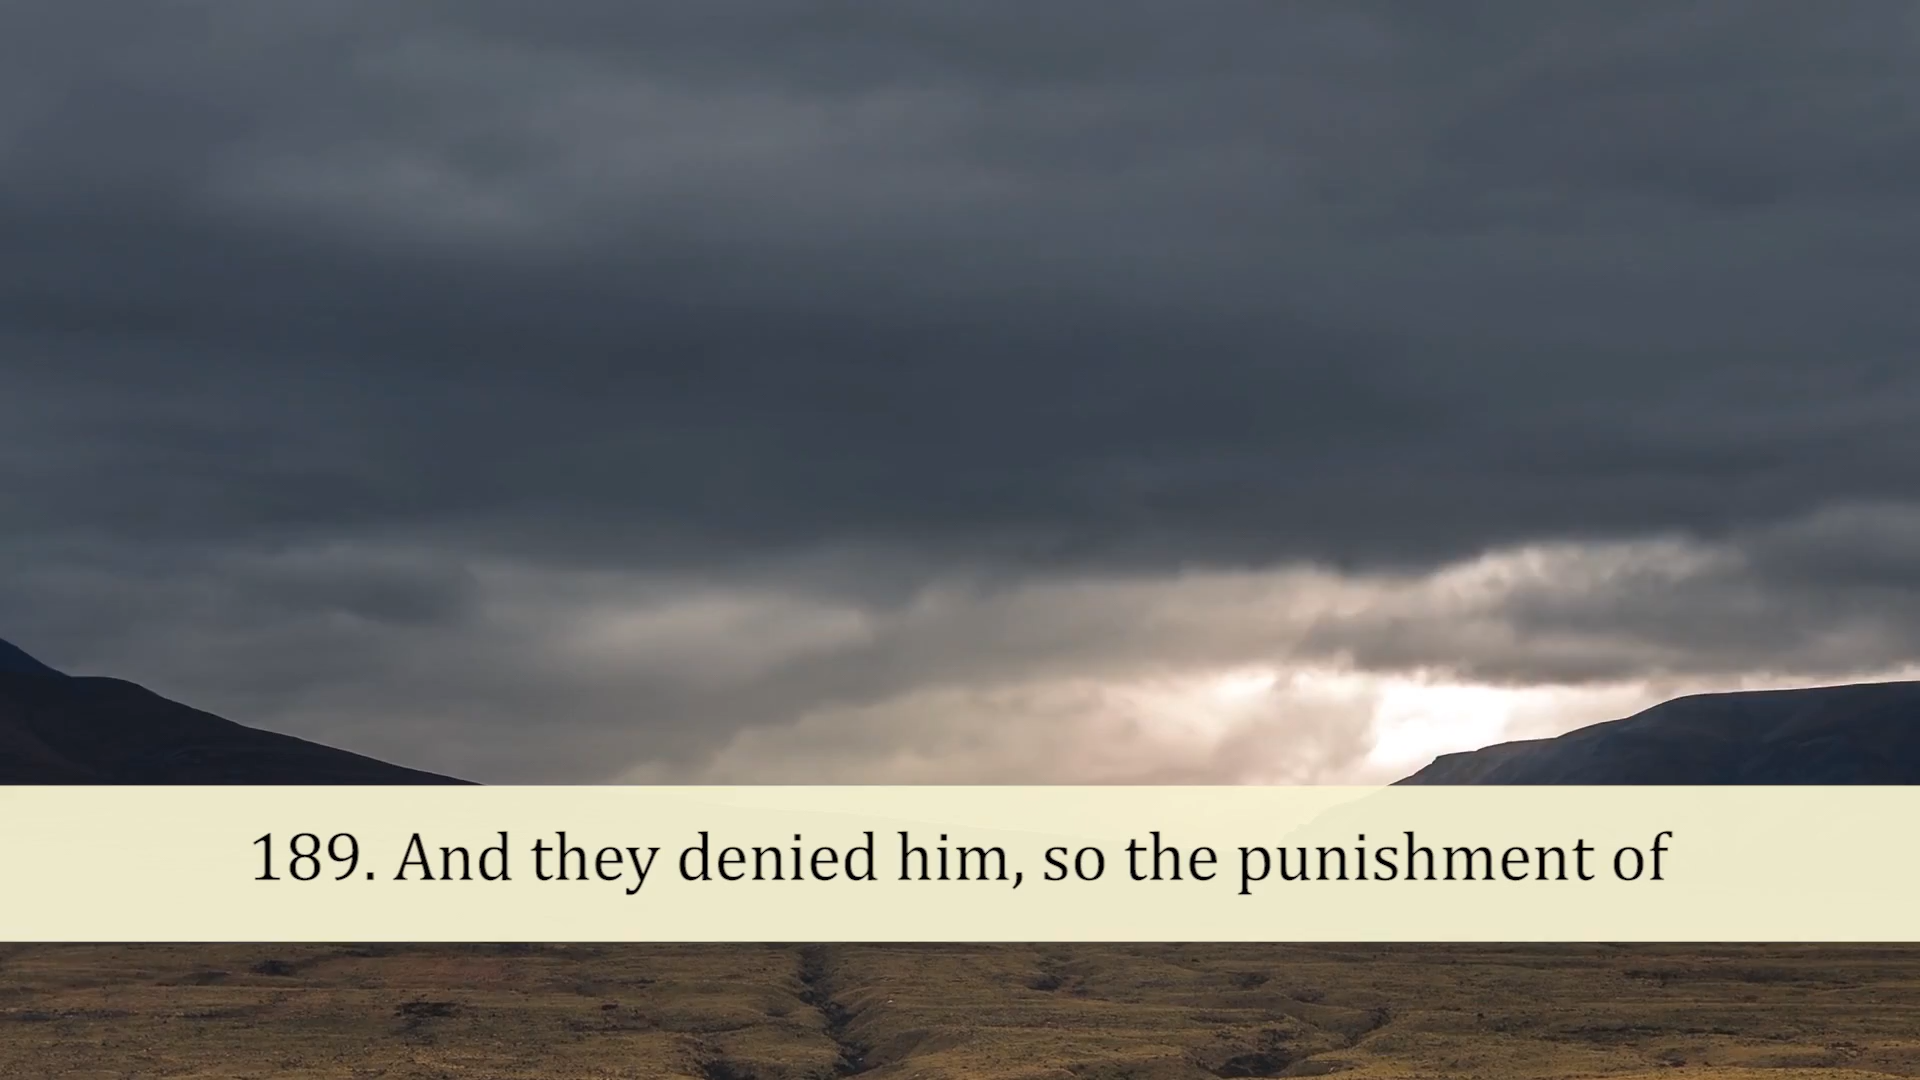 189. And they denied him, so the punishment of